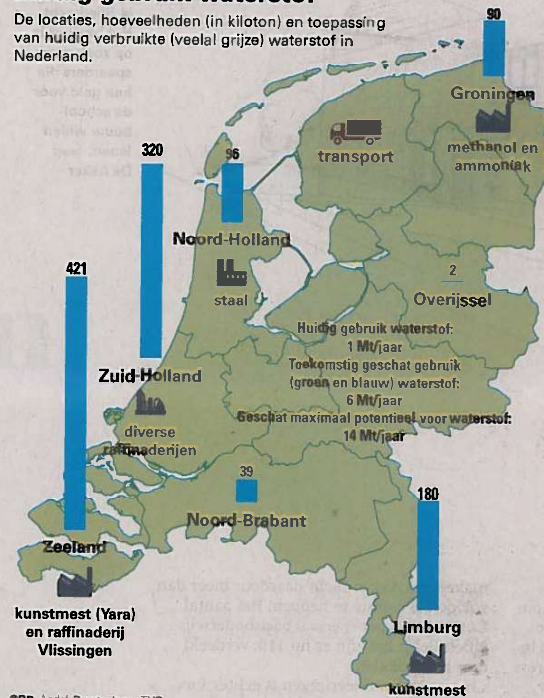 De locaties, hoeveelheden (in kiloton) en toepassing
van huidig verbruikte (veelal grijze) waterstof in
Nederland.
90
Groningen
methanol en
ammoniak
transport
320
96
Noord-Holland
staal
421
2
Overijssel
Huidig gebruik waterstof:
1 Mt/jaar
Toekomstig geschat gebruik
(groen en blauw) waterstof:
6 Mt/jaar
Geschat maximaal potentieel voor waterstof:
14 Mt/jaar
Zuid-Holland
diverse
raffinaderijen
39
Noord-Brabant
180
Zeeland
kunstmest (Yara)
en raffinaderij
Vlissingen
Limburg
kunstmest